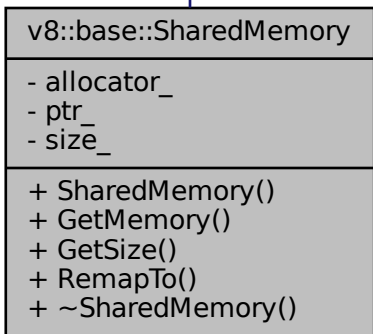 v8::base::SharedMemory
- allocator_
- ptr_
- size_
+ SharedMemory()
+ GetMemory()
+ GetSize()
+ RemapTo()
+ ~SharedMemory()